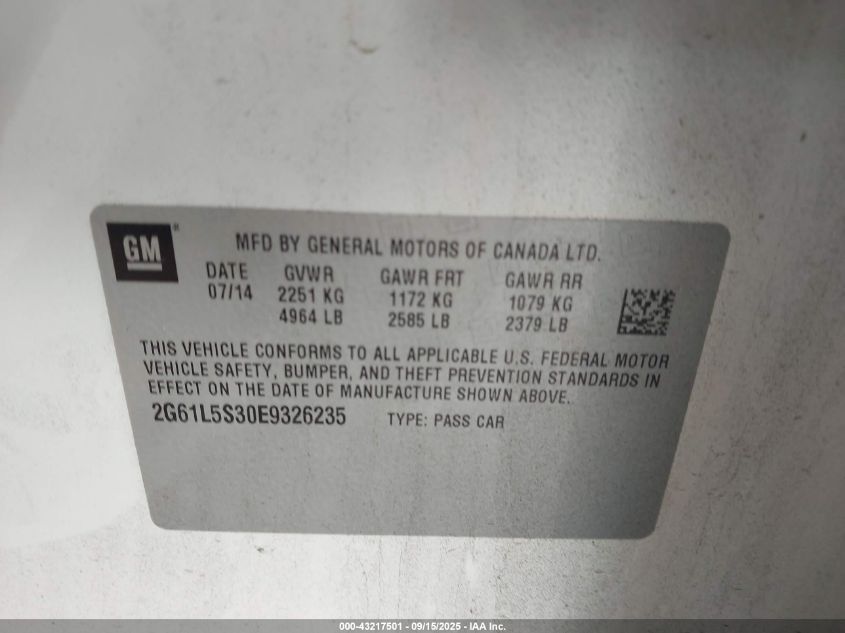 GM ®
MFD BY GENERAL MOTORS OF CANADA LTD.
DATE GVWR GAWR FRT GAWR RR
07/14 2251 KG 1172 KG 1079 KG
4964 LB 2585 LB 2379 LB
THIS VEHICLE CONFORMS TO ALL APPLICABLE U.S. FEDERAL MOTOR
VEHICLE SAFETY, BUMPER, AND THEFT PREVENTION STANDARDS IN
EFFECT ON THE DATE OF MANUFACTURE SHOWN ABOVE.
2G61L5S30E9326235 TYPE: PASS CAR
000-43217501 - 09/15/2025 - IAA Inc.